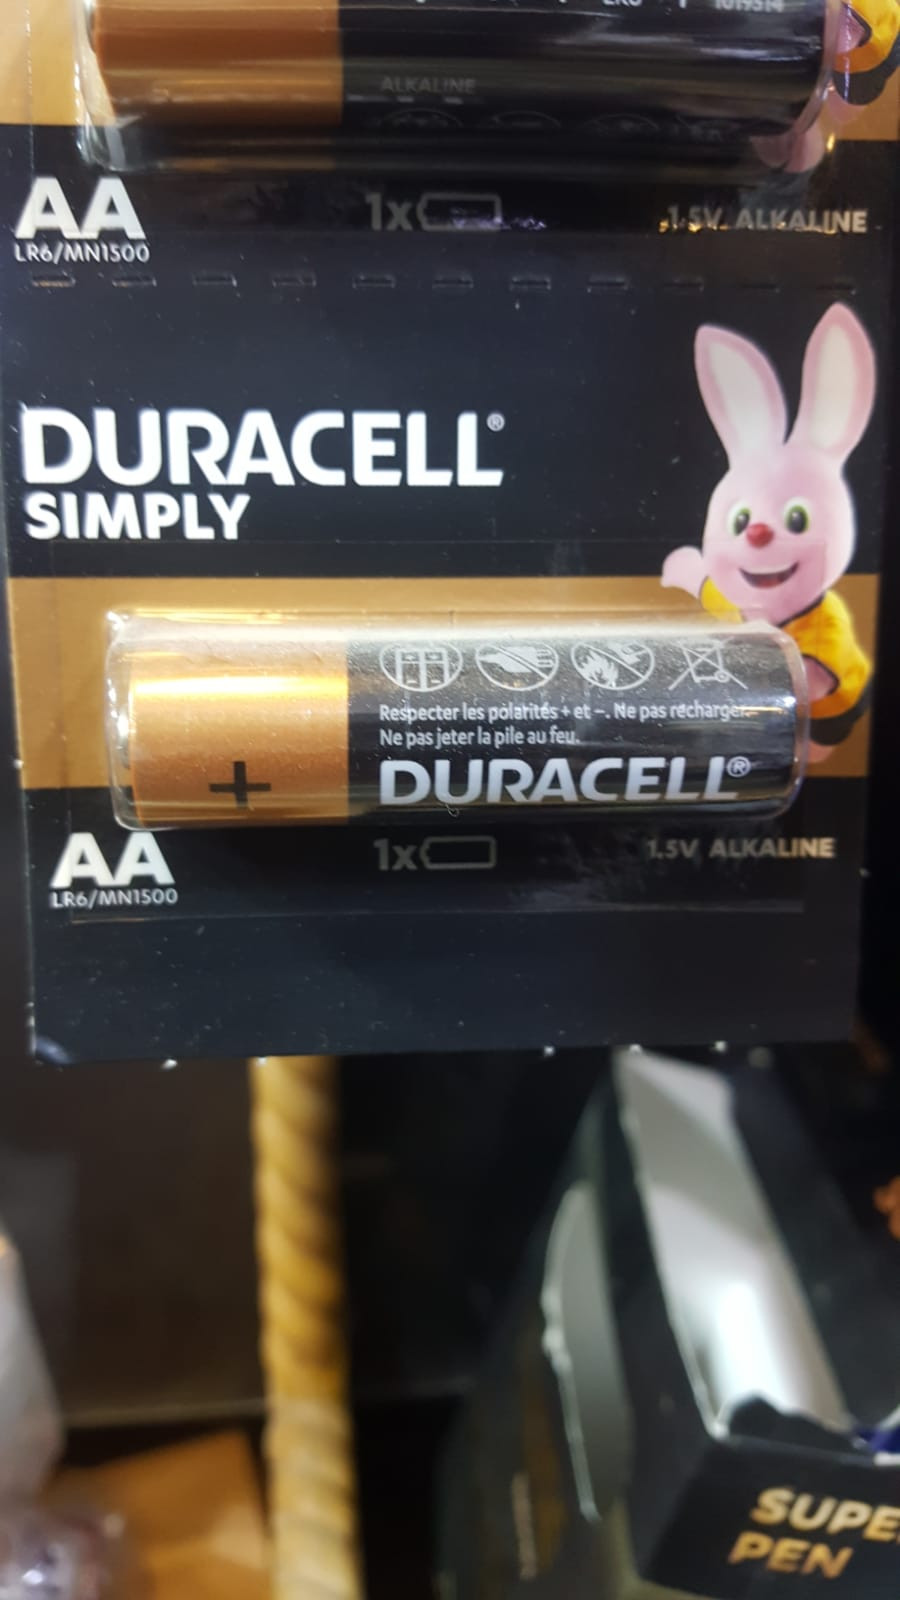 ALKALINE
AA
LR6/MN1500
1x
1.5V ALKALINE
DURACELL®
SIMPLY
Respecter les polarités + et −. Ne pas recharger.
Ne pas jeter la pile au feu.
DURACELL®
+
AA
LR6/MN1500
1x
1.5V ALKALINE
PEN